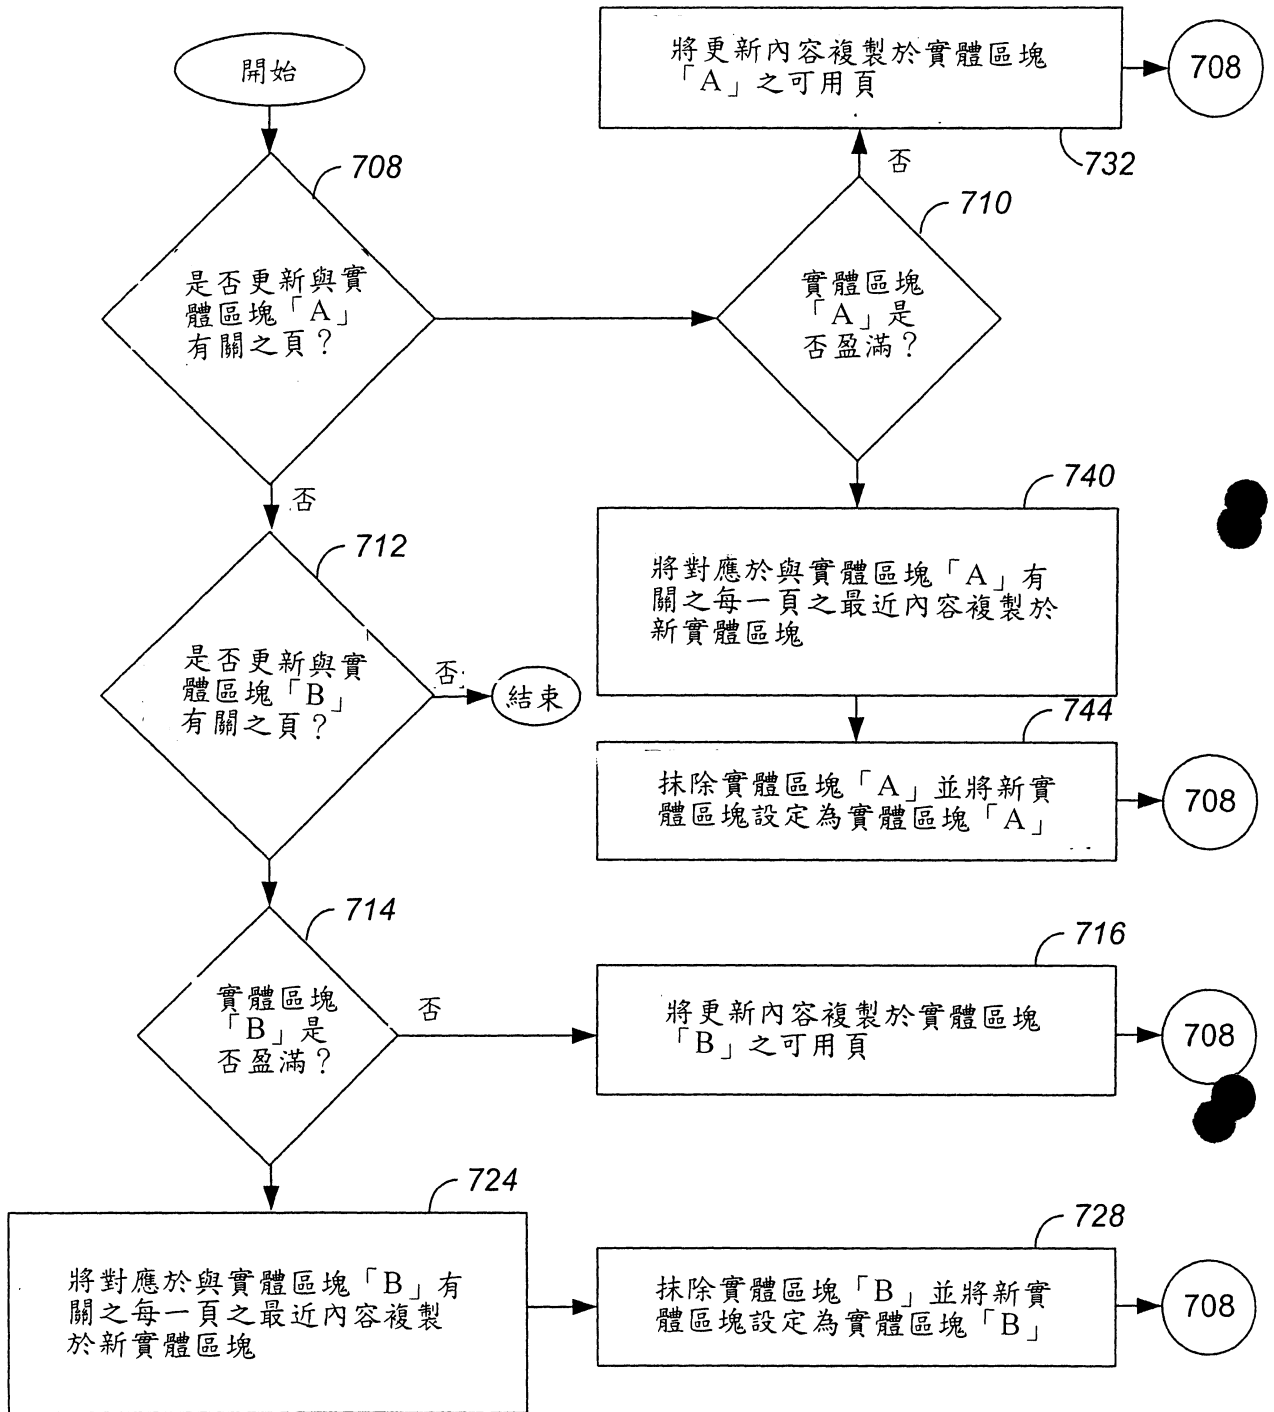 開始
708
是否更新與實
體區塊「A」
有關之頁？
否
將更新內容複製於實體區塊
「A」之可用頁
732
708
否
710
實體區塊
「A」是
否盈滿？
740
將對應於與實體區塊「A」有
關之每一頁之最近內容複製於
新實體區塊
744
抹除實體區塊「A」並將新實
體區塊設定為實體區塊「A」
708
712
是否更新與實
體區塊「B」
有關之頁？
否
結束
714
實體區塊
「B」是
否盈滿？
否
716
將更新內容複製於實體區塊
「B」之可用頁
708
724
將對應於與實體區塊「B」有
關之每一頁之最近內容複製
於新實體區塊
728
抹除實體區塊「B」並將新實
體區塊設定為實體區塊「B」
708